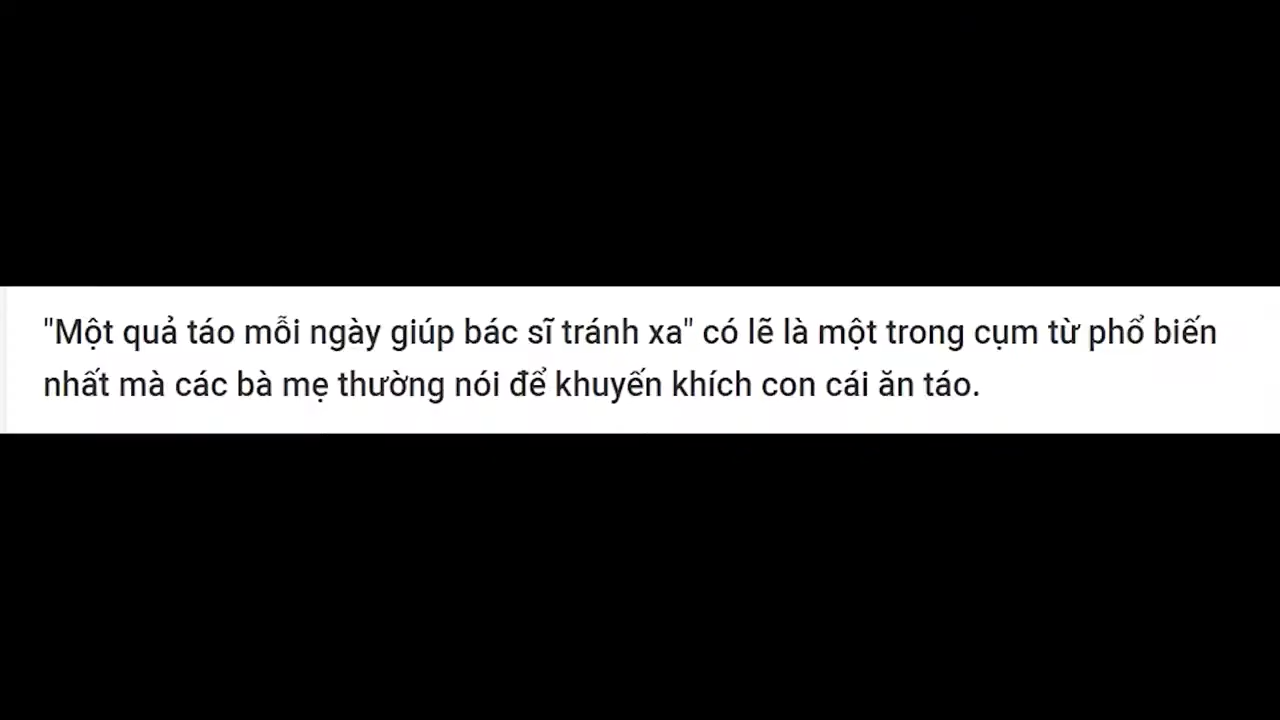 "Một quả táo mỗi ngày giúp bác sĩ tránh xa" có lẽ là một trong cụm từ phổ biến
nhất mà các bà mẹ thường nói để khuyến khích con cái ăn táo.